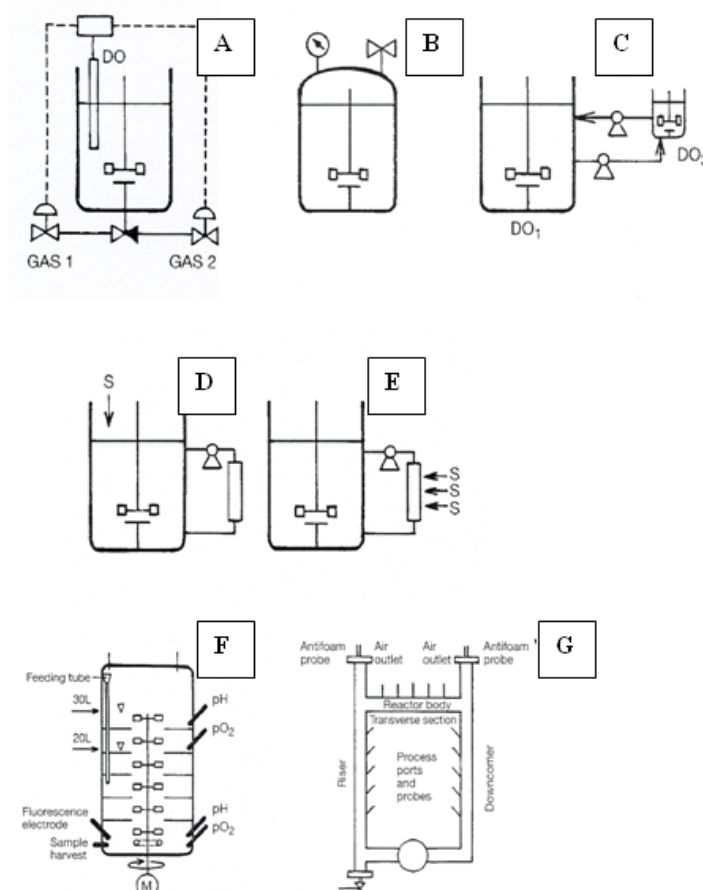 A
DO
GAS 1
GAS 2
B
C
DO₁
DO₂
D
S
E
S
S
S
F
Feeding tube
30L
20L
pH
pO₂
Fluorescence
electrode
Sample
harvest
pH
pO₂
M
G
Antifoam
probe
Air
outlet
Air
outlet
Antifoam
probe
Reactor body
Transverse section
Riser
Process
ports
and
probes
Downcomer